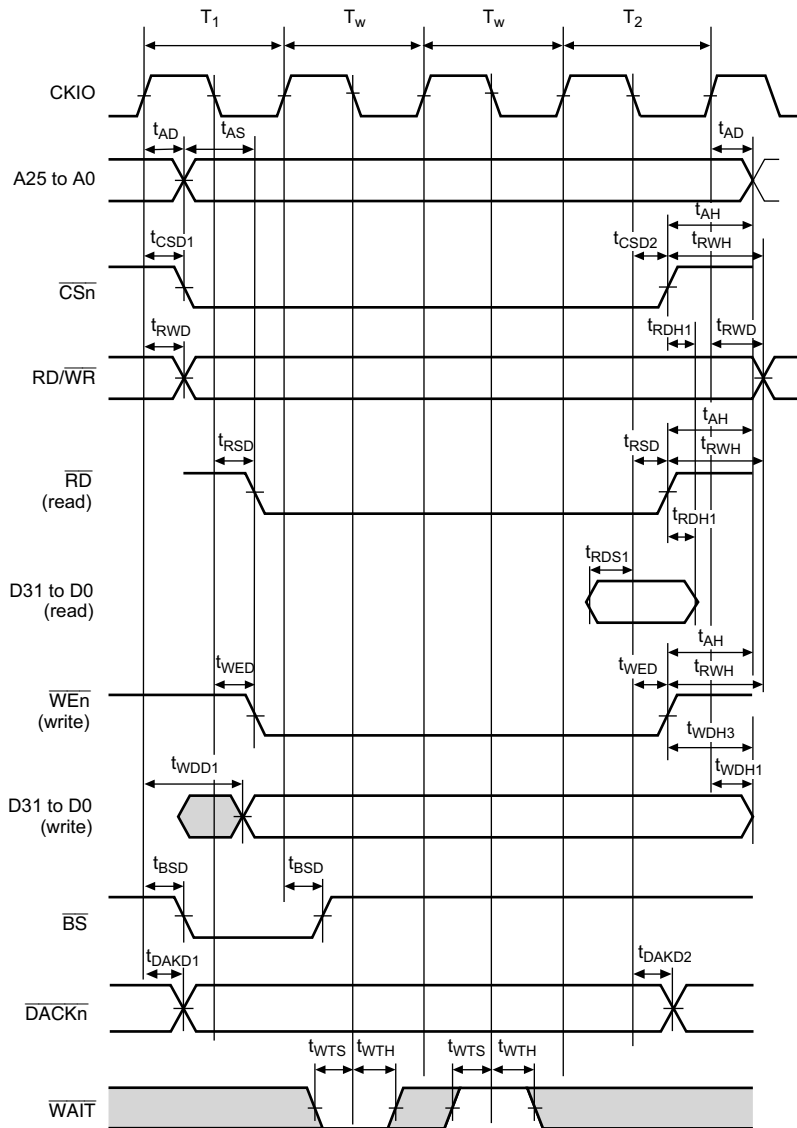 T1 Tw Tw T2
CKIO
tAD tAS tAD
A25 to A0
tAH
tCSD1 tCSD2 tRWH
CSn
tRWD tRDH1 tRWD
RD/WR
tAH
tRSD tRSD tRWH
RD
(read)
tRDH1
tRDS1
D31 to D0
(read)
tAH
tWED tWED tRWH
WEn
(write)
tWDH3
tWDD1 tWDH1
D31 to D0
(write)
tBSD tBSD
BS
tDAKD1 tDAKD2
DACKn
tWTS tWTH tWTS tWTH
WAIT